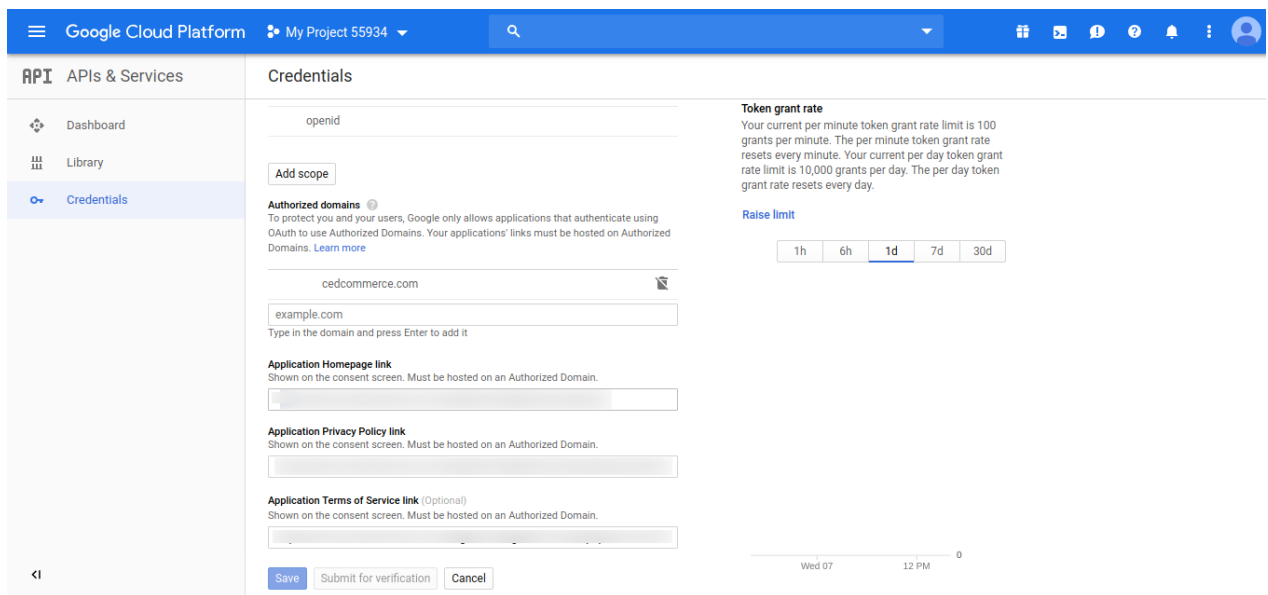 Google Cloud Platform
My Project 55934
API APIs & Services
Credentials
Dashboard
Library
Credentials
openid
Add scope
Authorized domains
To protect you and your users, Google only allows applications that authenticate using
OAuth to use Authorized Domains. Your applications' links must be hosted on Authorized
Domains. Learn more
cedcommerce.com
example.com
Type in the domain and press Enter to add it
Application Homepage link
Shown on the consent screen. Must be hosted on an Authorized Domain.
Application Privacy Policy link
Shown on the consent screen. Must be hosted on an Authorized Domain.
Application Terms of Service link (Optional)
Shown on the consent screen. Must be hosted on an Authorized Domain.
Save Submit for verification Cancel
Token grant rate
Your current per minute token grant rate limit is 100
grants per minute. The per minute token grant rate
resets every minute. Your current per day token grant
rate limit is 10,000 grants per day. The per day token
grant rate resets every day.
Raise limit
1h 6h 1d 7d 30d
0
Wed 07 12 PM